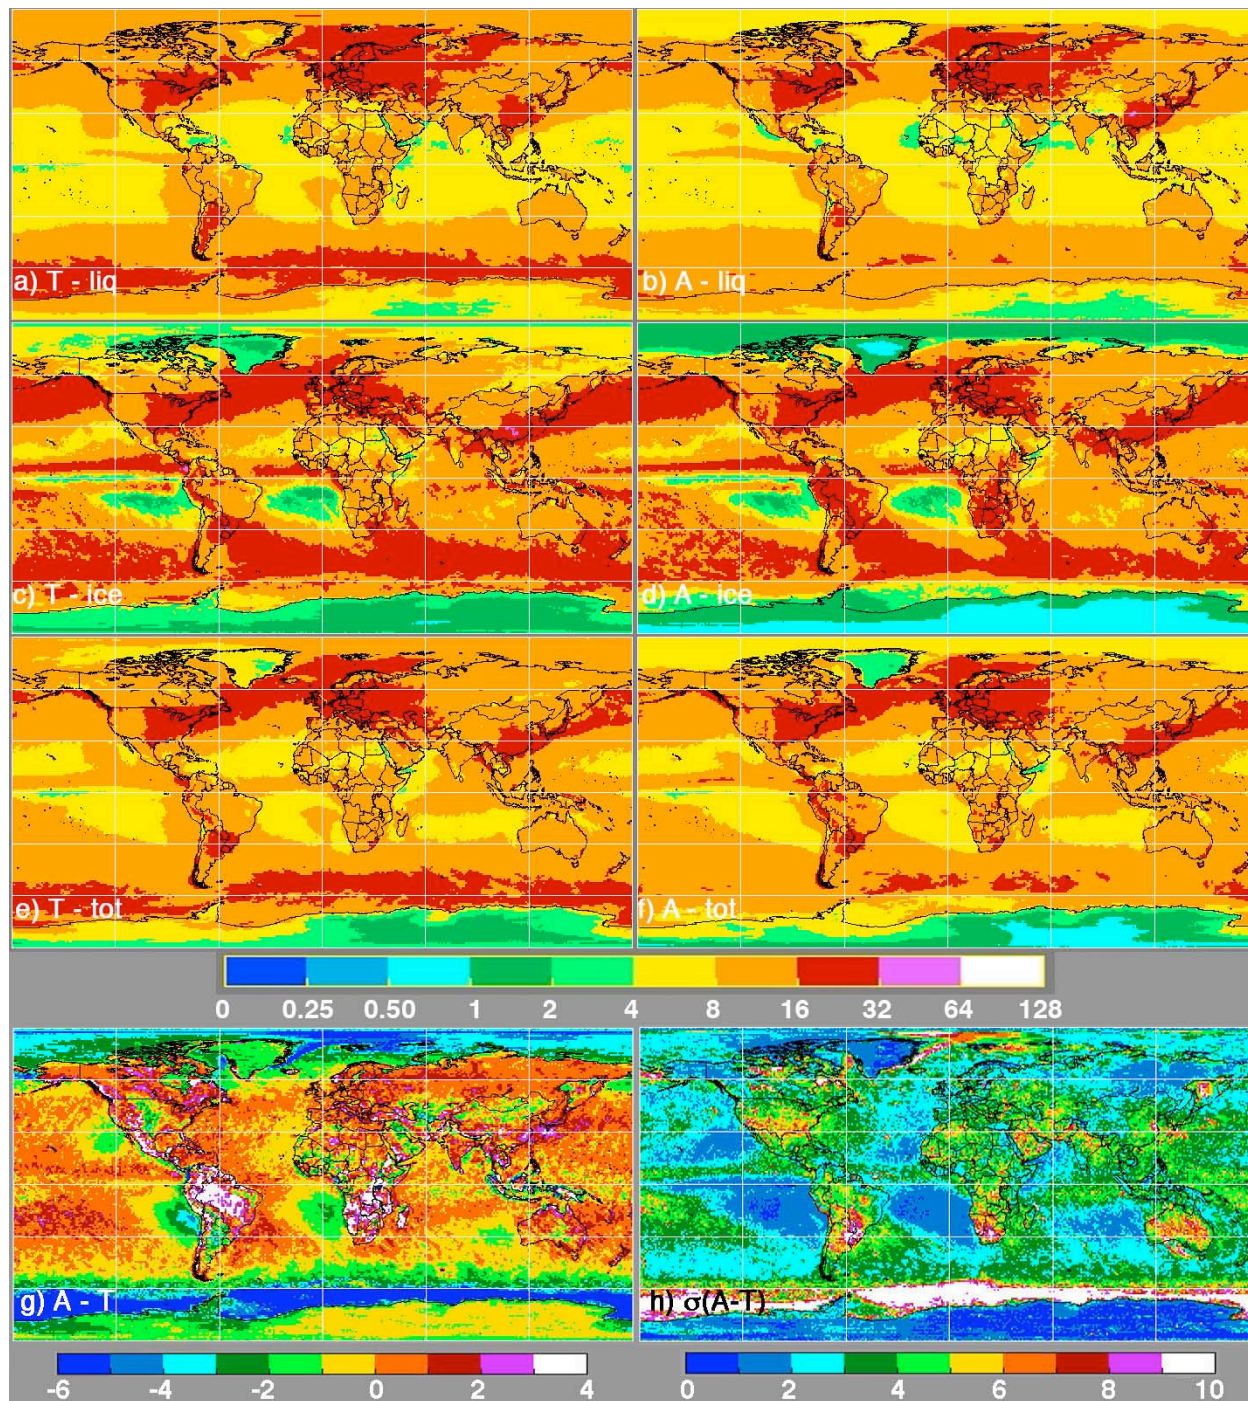 a) T - liq
b) A - liq
c) T - ice
d) A - ice
e) T - tot
f) A - tot
0 0.25 0.50 1 2 4 8 16 32 64 128
g) A - T
h) σ(A-T)
-6 -4 -2 0 2 4
0 2 4 6 8 10